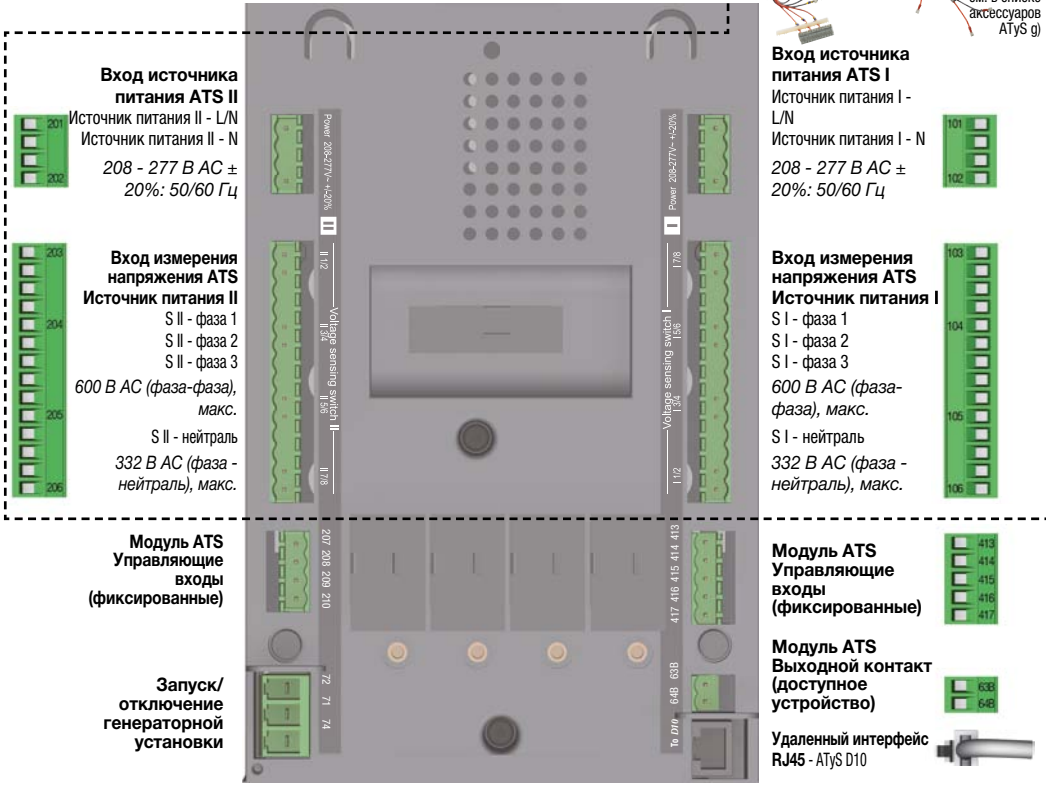 см. в списке
аксессуаров
ATyS g)
Вход источника
питания ATS II
Источник питания II - L/N
Источник питания II - N
208 - 277 В AC ±
20%: 50/60 Гц
201
202
Power 208-277V~ +/-20%
II
Power 208-277V~ +/-20%
I
Вход источника
питания ATS I
Источник питания I -
L/N
Источник питания I - N
208 - 277 В AC ±
20%: 50/60 Гц
101
102
Вход измерения
напряжения ATS
Источник питания II
S II - фаза 1
S II - фаза 2
S II - фаза 3
600 В AC (фаза-фаза),
макс.
S II - нейтраль
332 В AC (фаза -
нейтраль), макс.
203
204
205
206
II 1/2
II 3/4
II 5/6
II 7/8
Voltage sensing switch II
I 7/8
I 5/6
I 3/4
I 1/2
Voltage sensing switch I
Вход измерения
напряжения ATS
Источник питания I
S I - фаза 1
S I - фаза 2
S I - фаза 3
600 В AC (фаза-
фаза), макс.
S I - нейтраль
332 В AC (фаза -
нейтраль), макс.
103
104
105
106
Модуль ATS
Управляющие
входы
(фиксированные)
207 208 209 210
417 416 415 414 413
Модуль ATS
Управляющие
входы
(фиксированные)
413
414
415
416
417
Запуск/
отключение
генераторной
установки
72 71 74
64B 63B
To D10
Модуль ATS
Выходной контакт
(доступное
устройство)
63B
64B
Удаленный интерфейс
RJ45 - ATyS D10